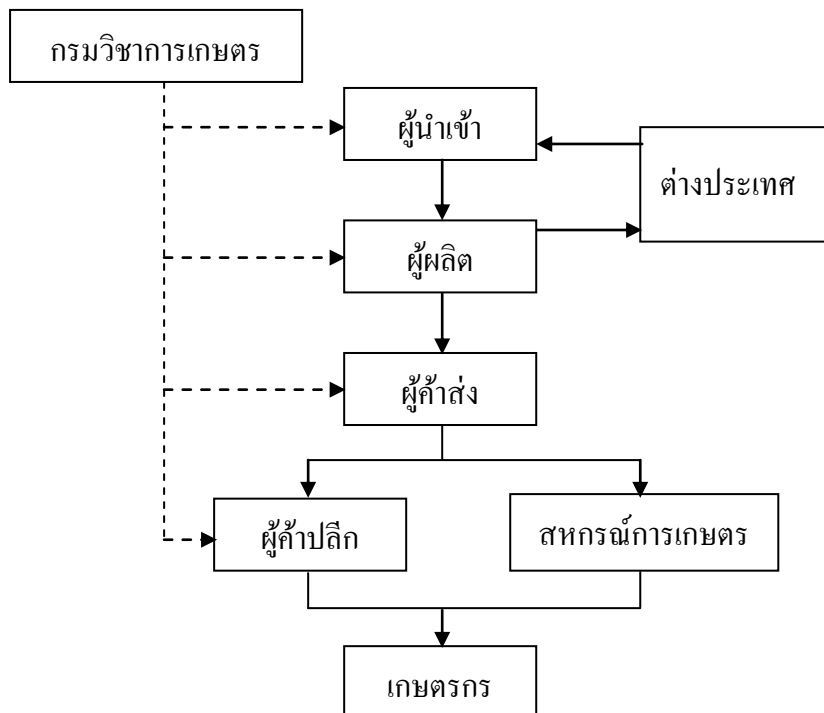 กรมวิชาการเกษตร
ผู้นำเข้า
ต่างประเทศ
ผู้ผลิต
ผู้ค้าส่ง
ผู้ค้าปลีก
สหกรณ์การเกษตร
เกษตรกร